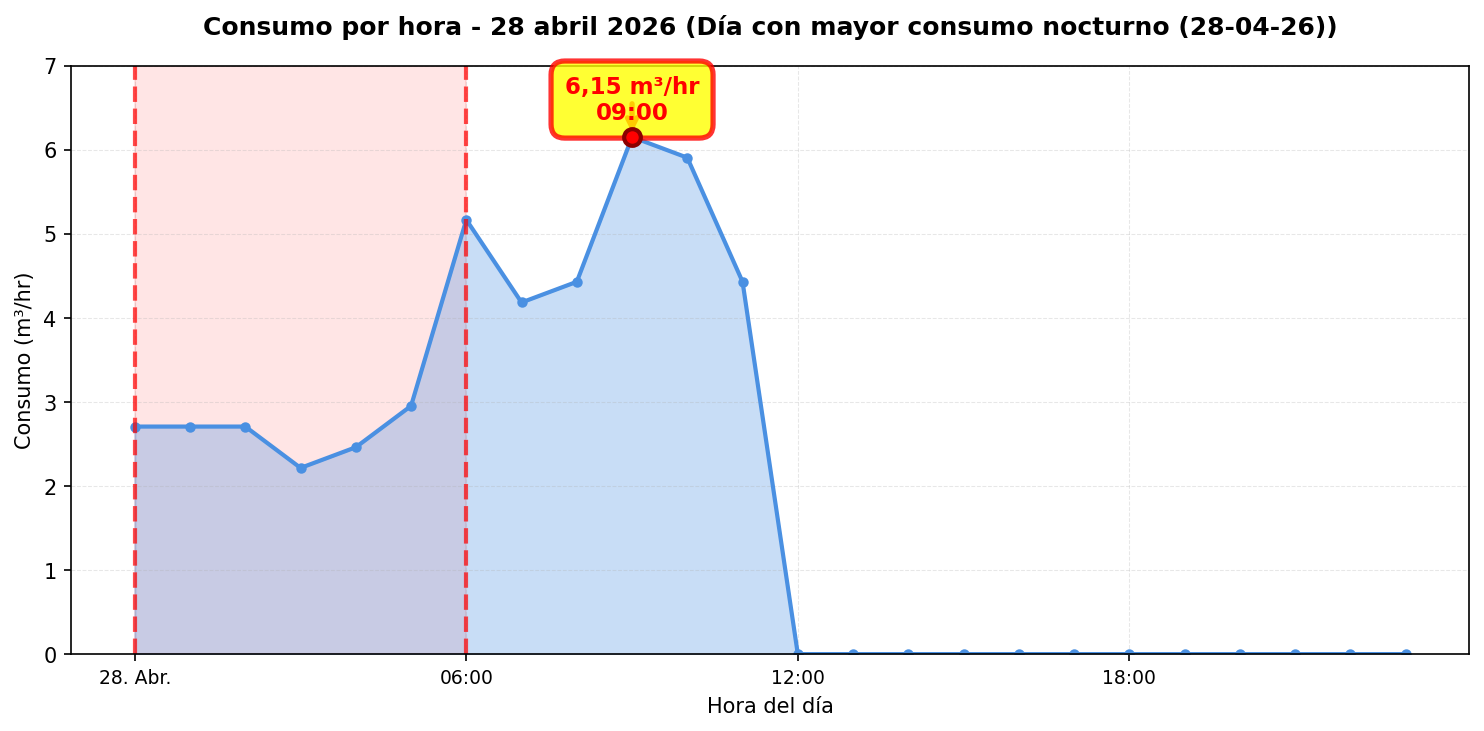 Consumo por hora - 28 abril 2026 (Día con mayor consumo nocturno (28-04-26))
6,15 m³/hr
09:00
Consumo (m³/hr)
7
6
5
4
3
2
1
0
28. Abr.
06:00
12:00
18:00
Hora del día